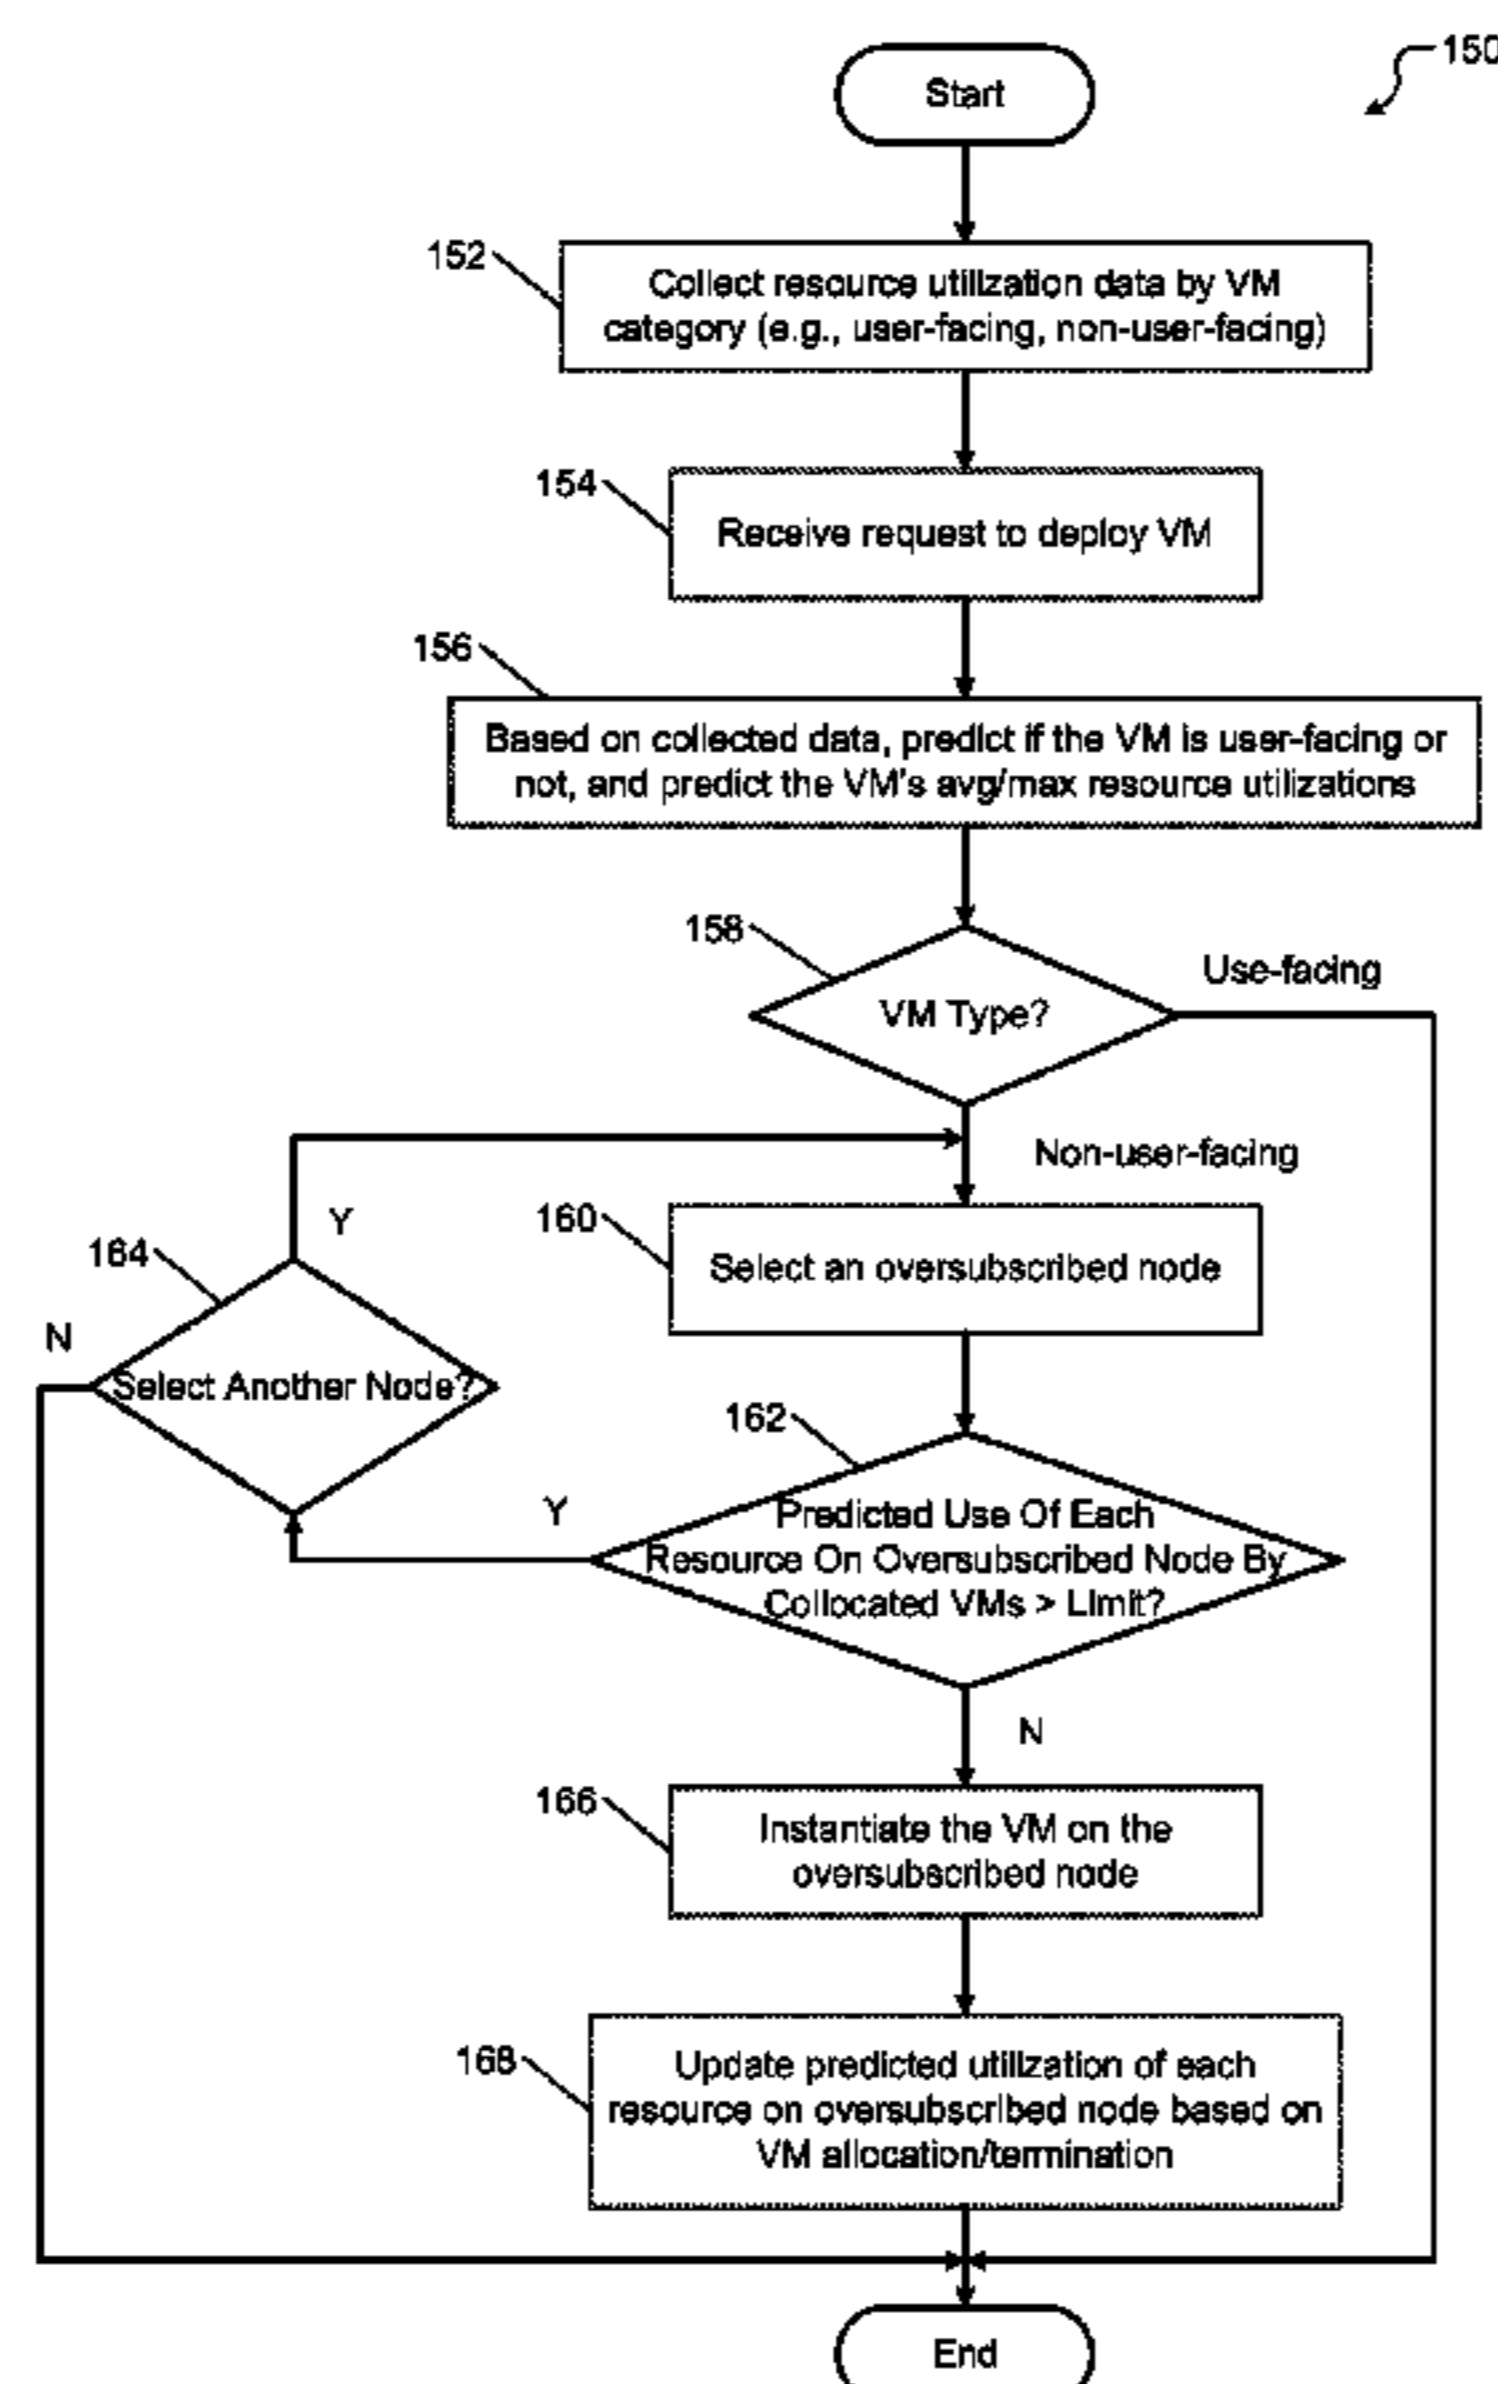 150
Start
152
Collect resource utilization data by VM
category (e.g., user-facing, non-user-facing)
154
Receive request to deploy VM
156
Based on collected data, predict if the VM is user-facing or
not, and predict the VM's avg/max resource utilizations
158
VM Type?
Use-facing
Non-user-facing
160
Select an oversubscribed node
Y
164
N
Select Another Node?
162
Y
Predicted Use Of Each
Resource On Oversubscribed Node By
Collocated VMs > Limit?
N
166
Instantiate the VM on the
oversubscribed node
168
Update predicted utilization of each
resource on oversubscribed node based on
VM allocation/termination
End